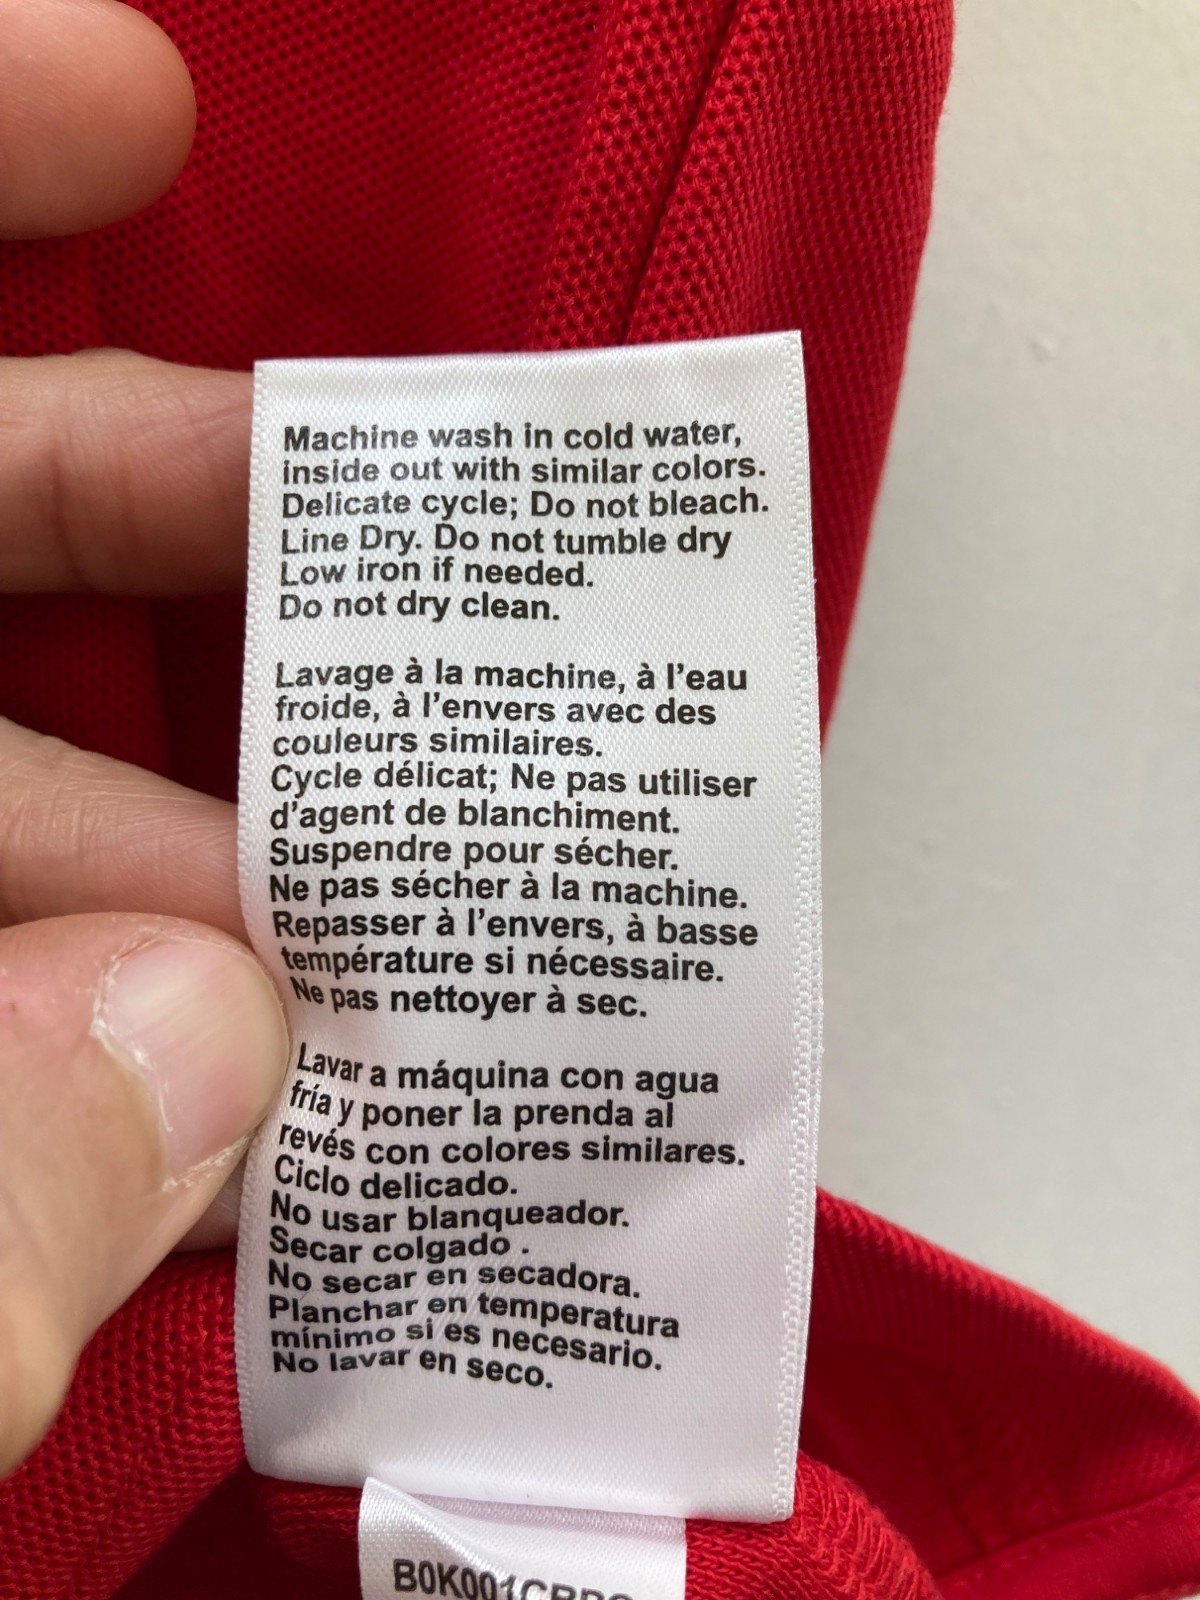 Machine wash in cold water,
inside out with similar colors.
Delicate cycle; Do not bleach.
Line Dry. Do not tumble dry
Low iron if needed.
Do not dry clean.
Lavage à la machine, à l'eau
froide, à l'envers avec des
couleurs similaires.
Cycle délicat; Ne pas utiliser
d'agent de blanchiment.
Suspendre pour sécher.
Ne pas sécher à la machine.
Repasser à l'envers, à basse
température si nécessaire.
Ne pas nettoyer à sec.
Lavar a máquina con agua
fría y poner la prenda al
revés con colores similares.
Ciclo delicado.
No usar blanqueador.
Secar colgado .
No secar en secadora.
Planchar en temperatura
mínimo si es necesario.
No lavar en seco.